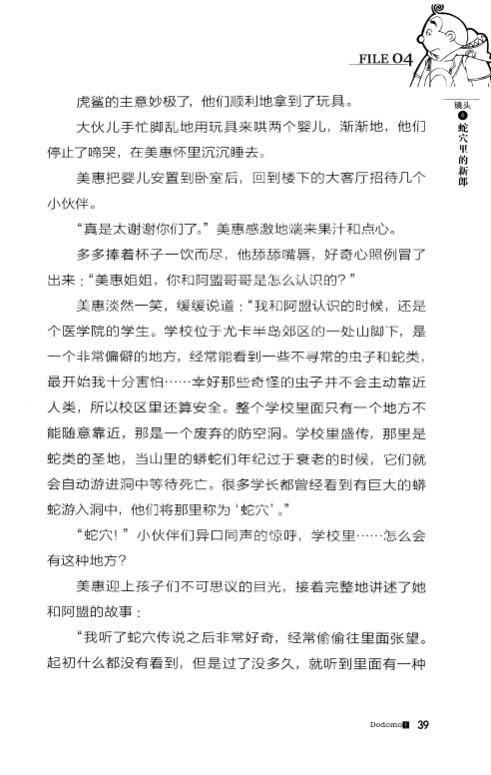 FILE 04
镜头
4
蛇穴里的新郎
虎鲨的主意妙极了，他们顺利地拿到了玩具。
大伙儿手忙脚乱地用玩具来哄两个婴儿，渐渐地，他们
停止了啼哭，在美惠怀里沉沉睡去。
美惠把婴儿安置到卧室后，回到楼下的大客厅招待几个
小伙伴。
“真是太谢谢你们了。”美惠感激地端来果汁和点心。
多多捧着杯子一饮而尽，他舔舔嘴唇，好奇心照例冒了
出来：“美惠姐姐，你和阿盟哥哥是怎么认识的？”
美惠淡然一笑，缓缓说道：“我和阿盟认识的时候，还是
个医学院的学生。学校位于尤卡半岛郊区的一处山脚下，是
一个非常偏僻的地方，经常能看到一些不寻常的虫子和蛇类，
最开始我十分害怕……幸好那些奇怪的虫子并不会主动靠近
人类，所以校区里还算安全。整个学校里面只有一个地方不
能随意靠近，那是一个废弃的防空洞。学校里盛传，那里是
蛇类的圣地，当山里的蟒蛇们年纪过于衰老的时候，它们就
会自动游进洞中等待死亡。很多学长都曾经看到有巨大的蟒
蛇游入洞中，他们将那里称为‘蛇穴’。”
“蛇穴！”小伙伴们异口同声的惊呼，学校里……怎么会
有这种地方？
美惠迎上孩子们不可思议的目光，接着完整地讲述了她
和阿盟的故事：
“我听了蛇穴传说之后非常好奇，经常偷偷往里面张望。
起初什么都没有看到，但是过了没多久，就听到里面有一种
Dodomo! 39